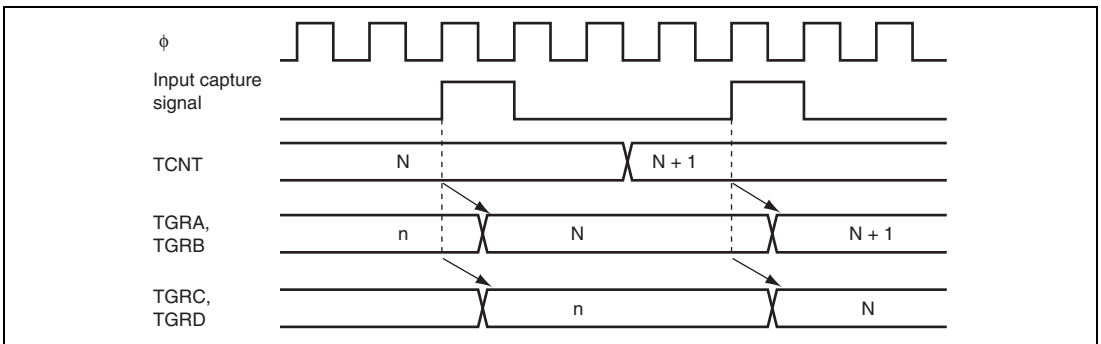 ϕ
Input capture
signal
TCNT
N
N + 1
TGRA,
TGRB
n
N
N + 1
TGRC,
TGRD
n
N